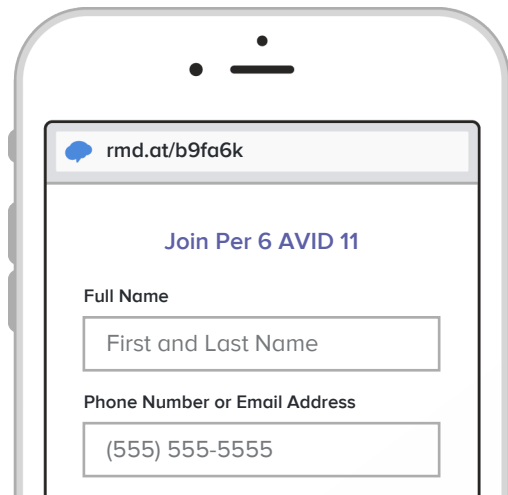 rmd.at/b9fa6k
Join Per 6 AVID 11
Full Name
First and Last Name
Phone Number or Email Address
(555) 555-5555